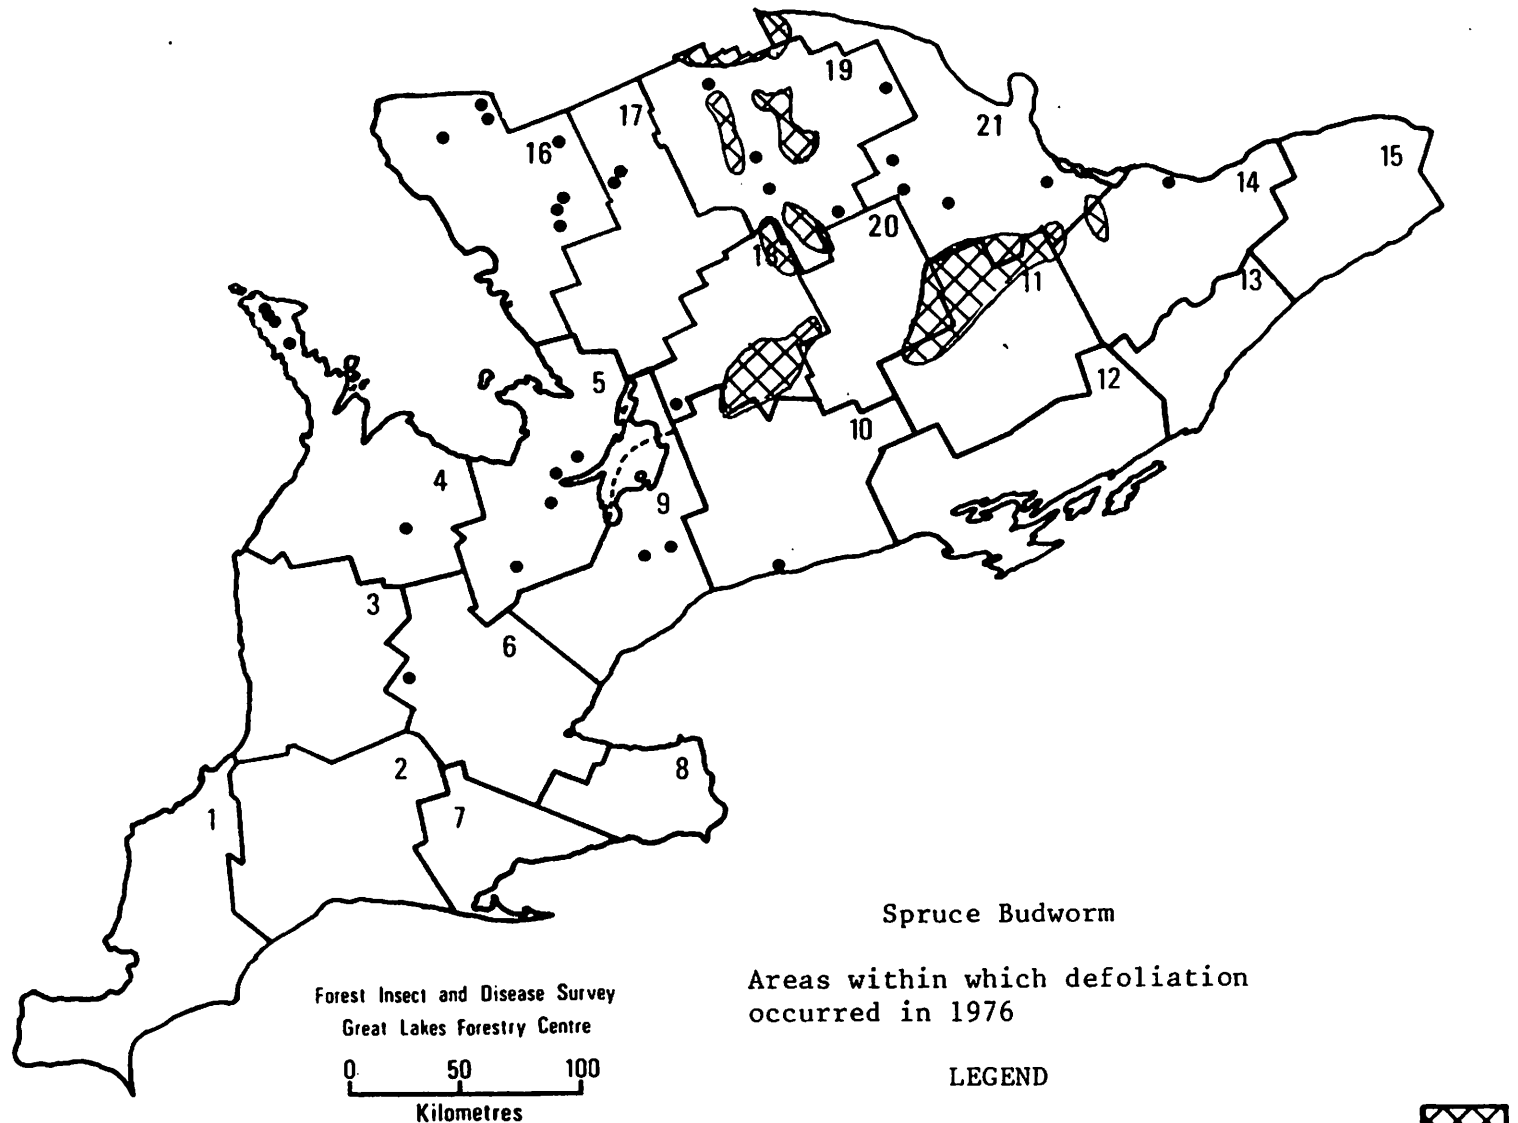 19
17
21
16
15
14
20
18
11
13
5
12
10
4
9
3
6
2
8
7
1
Spruce Budworm
Areas within which defoliation
occurred in 1976
LEGEND
Forest Insect and Disease Survey
Great Lakes Forestry Centre
0 50 100
Kilometres